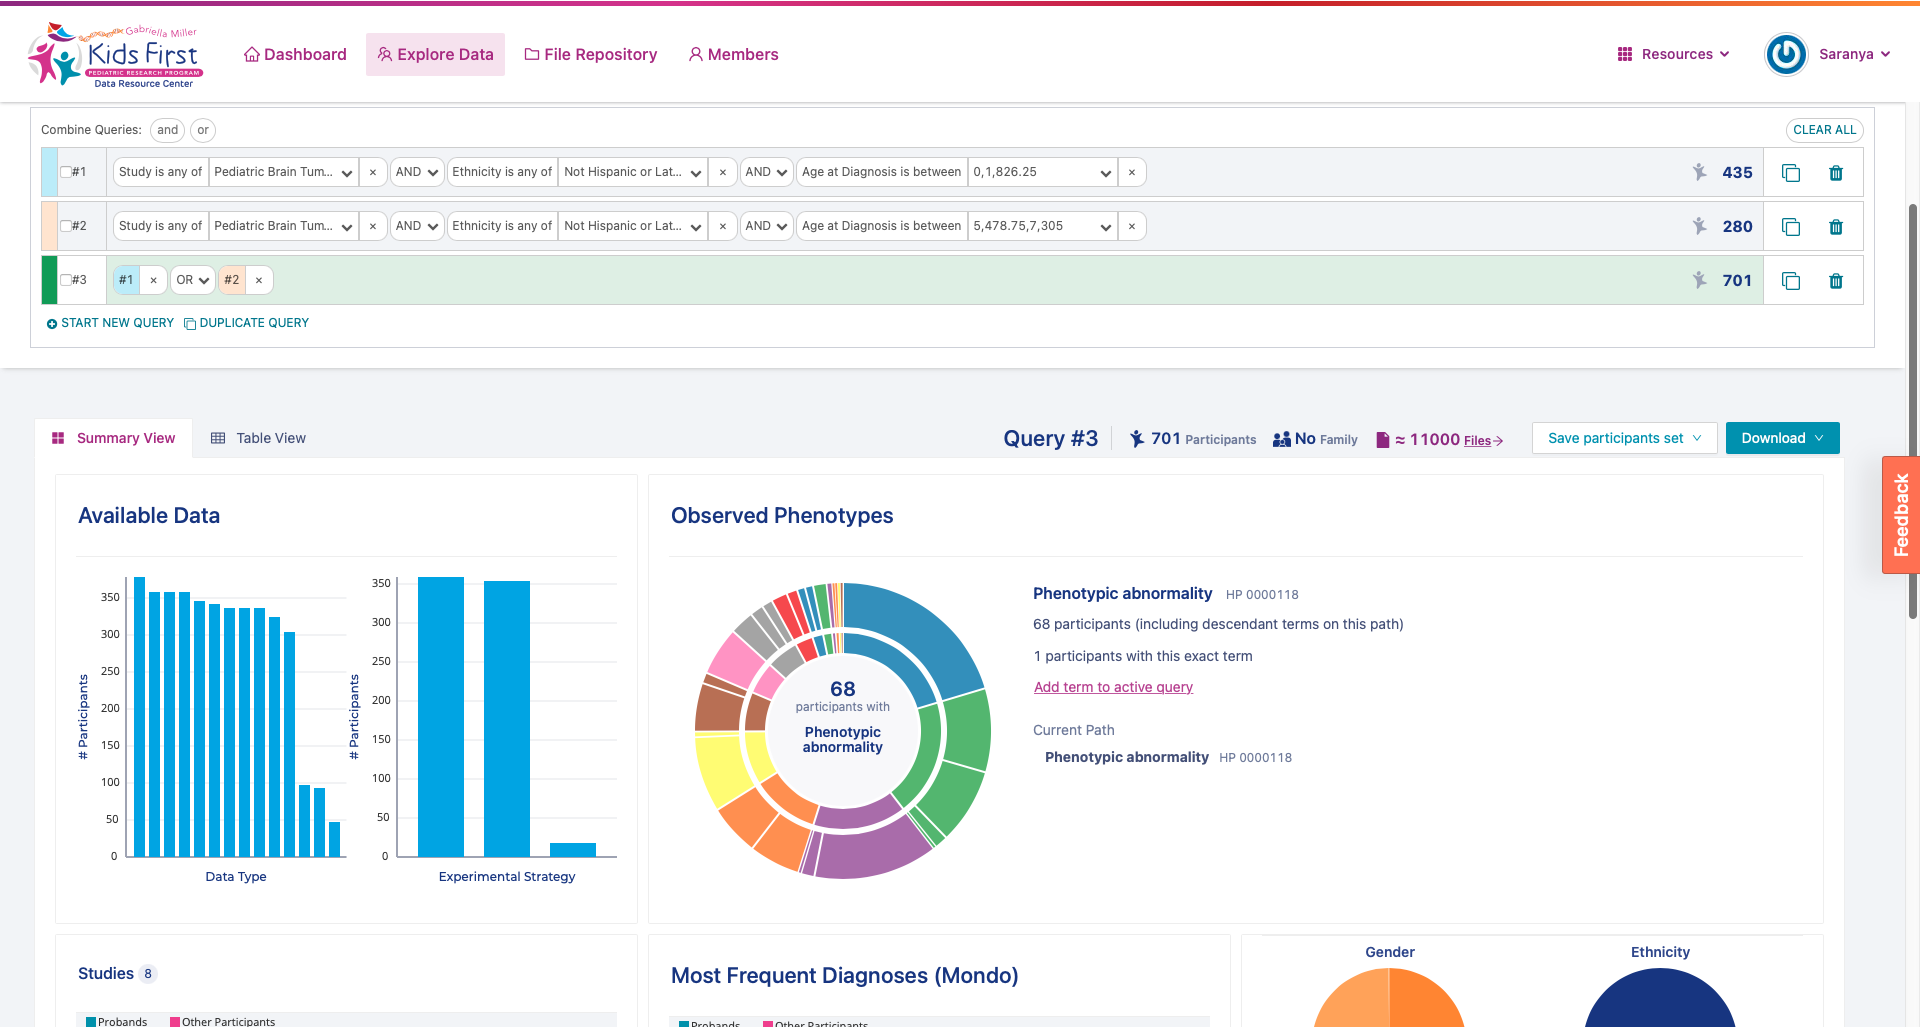 Gabriella Miller
Kids First
PEDIATRIC RESEARCH PROGRAM
Data Resource Center
Dashboard
Explore Data
File Repository
Members
Resources
Saranya
Combine Queries: and or
CLEAR ALL
#1 Study is any of Pediatric Brain Tum... × AND Ethnicity is any of Not Hispanic or Lat... × AND Age at Diagnosis is between 0,1,826.25 × 435
#2 Study is any of Pediatric Brain Tum... × AND Ethnicity is any of Not Hispanic or Lat... × AND Age at Diagnosis is between 5,478.75,7,305 × 280
#3 #1 × OR #2 × 701
START NEW QUERY DUPLICATE QUERY
Summary View
Table View
Query #3
701 Participants
No Family
≈ 11000 Files→
Save participants set
Download
Feedback
Available Data
# Participants
350
300
250
200
150
100
50
0
Data Type
# Participants
350
300
250
200
150
100
50
0
Experimental Strategy
Observed Phenotypes
68
participants with
Phenotypic
abnormality
Phenotypic abnormality HP 0000118
68 participants (including descendant terms on this path)
1 participants with this exact term
Add term to active query
Current Path
Phenotypic abnormality HP 0000118
Studies 8
Probands Other Participants
Most Frequent Diagnoses (Mondo)
Probands Other Participants
Gender
Ethnicity